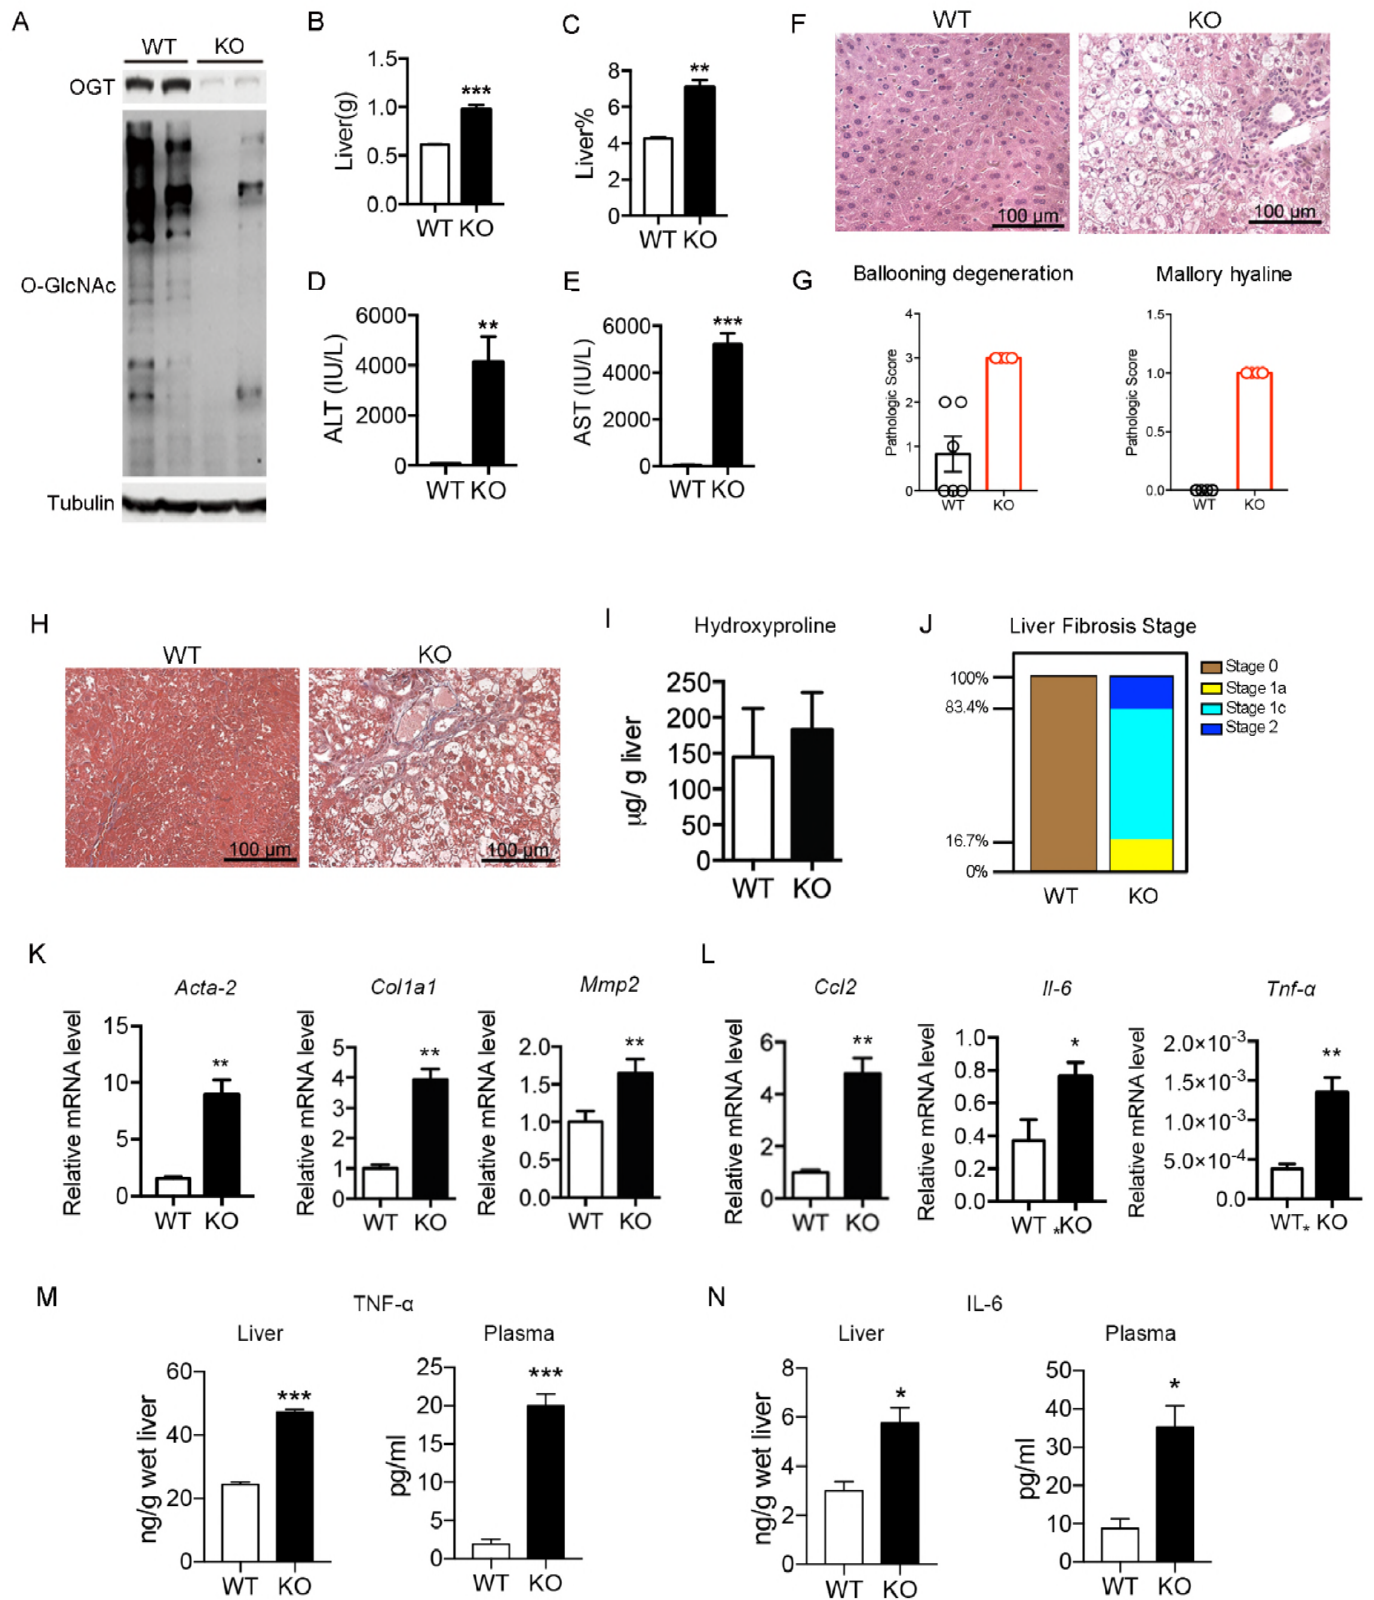 A
WT KO
OGT
O-GlcNAc
Tubulin
B
Liver(g)
1.5
1.0
0.5
0.0
***
WT KO
C
Liver%
8
6
4
2
0
**
WT KO
D
ALT (IU/L)
6000
4000
2000
0
**
WT KO
E
AST (IU/L)
6000
4000
2000
0
***
WT KO
F
WT KO
100 µm
100 µm
G
Ballooning degeneration
Pathologic Score
4
3
2
1
0
WT KO
Mallory hyaline
Pathologic Score
1.5
1.0
0.5
0.0
WT KO
H
WT KO
100 µm
100 µm
I
Hydroxyproline
µg/ g liver
250
200
150
100
50
0
WT KO
J
Liver Fibrosis Stage
100%
83.4%
16.7%
0%
WT KO
Stage 0
Stage 1a
Stage 1c
Stage 2
K
Acta-2
Relative mRNA level
15
10
5
0
**
WT KO
Col1a1
Relative mRNA level
5
4
3
2
1
0
**
WT KO
Mmp2
Relative mRNA level
2.0
1.5
1.0
0.5
0.0
**
WT KO
L
Ccl2
Relative mRNA level
6
4
2
0
**
WT KO
Il-6
Relative mRNA level
1.0
0.8
0.6
0.4
0.2
0.0
*
WT *KO
Tnf-α
Relative mRNA level
2.0×10-3
1.5×10-3
1.0×10-3
5.0×10-4
0.0
**
WT* KO
M
TNF-α
Liver
ng/g wet liver
60
40
20
0
***
WT KO
Plasma
pg/ml
25
20
15
10
5
0
***
WT KO
N
IL-6
Liver
ng/g wet liver
8
6
4
2
0
*
WT KO
Plasma
pg/ml
50
40
30
20
10
0
*
WT KO